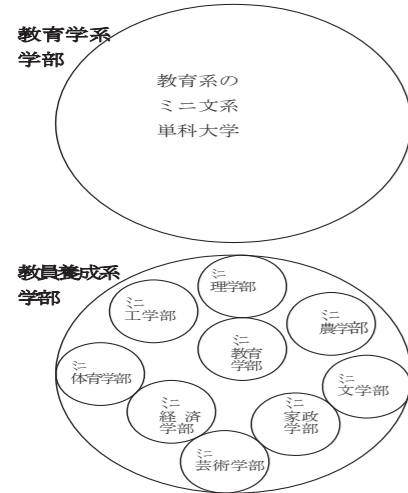 教育学系
学部
教育系の
ミニ文系
単科大学
教員養成系
学部
ミニ
理学部
ミニ
工学部
ミニ
農学部
ミニ
教育
学部
ミニ
体育学部
ミニ
文学部
ミニ
経済
学部
ミニ
家政
学部
ミニ
芸術学部